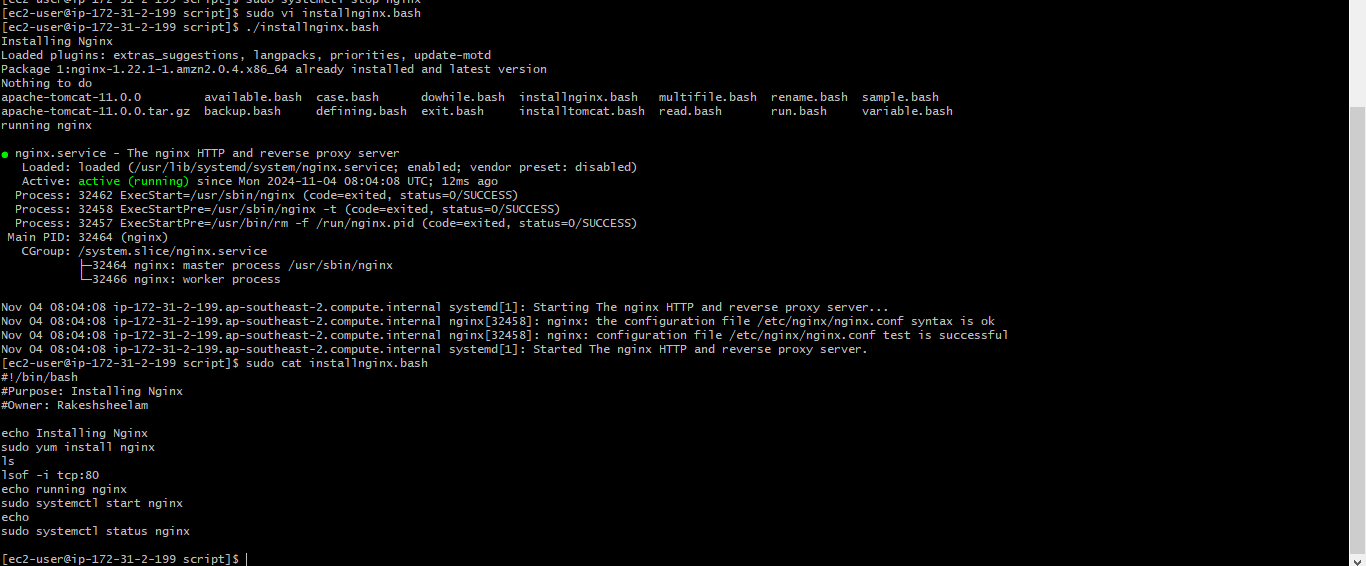 [ec2-user@ip-172-31-2-199 script]$ sudo systemctl stop nginx
[ec2-user@ip-172-31-2-199 script]$ sudo vi installnginx.bash
[ec2-user@ip-172-31-2-199 script]$ ./installnginx.bash
Installing Nginx
Loaded plugins: extras_suggestions, langpacks, priorities, update-motd
Package 1:nginx-1.22.1-1.amzn2.0.4.x86_64 already installed and latest version
Nothing to do
apache-tomcat-11.0.0         available.bash  case.bash      dowhile.bash  installnginx.bash   multifile.bash  rename.bash  sample.bash
apache-tomcat-11.0.0.tar.gz  backup.bash     defining.bash  exit.bash     installtomcat.bash  read.bash       run.bash     variable.bash
running nginx

● nginx.service - The nginx HTTP and reverse proxy server
   Loaded: loaded (/usr/lib/systemd/system/nginx.service; enabled; vendor preset: disabled)
   Active: active (running) since Mon 2024-11-04 08:04:08 UTC; 12ms ago
  Process: 32462 ExecStart=/usr/sbin/nginx (code=exited, status=0/SUCCESS)
  Process: 32458 ExecStartPre=/usr/sbin/nginx -t (code=exited, status=0/SUCCESS)
  Process: 32457 ExecStartPre=/usr/bin/rm -f /run/nginx.pid (code=exited, status=0/SUCCESS)
 Main PID: 32464 (nginx)
   CGroup: /system.slice/nginx.service
           ├─32464 nginx: master process /usr/sbin/nginx
           └─32466 nginx: worker process

Nov 04 08:04:08 ip-172-31-2-199.ap-southeast-2.compute.internal systemd[1]: Starting The nginx HTTP and reverse proxy server...
Nov 04 08:04:08 ip-172-31-2-199.ap-southeast-2.compute.internal nginx[32458]: nginx: the configuration file /etc/nginx/nginx.conf syntax is ok
Nov 04 08:04:08 ip-172-31-2-199.ap-southeast-2.compute.internal nginx[32458]: nginx: configuration file /etc/nginx/nginx.conf test is successful
Nov 04 08:04:08 ip-172-31-2-199.ap-southeast-2.compute.internal systemd[1]: Started The nginx HTTP and reverse proxy server.
[ec2-user@ip-172-31-2-199 script]$ sudo cat installnginx.bash
#!/bin/bash
#Purpose: Installing Nginx
#Owner: Rakeshsheelam

echo Installing Nginx
sudo yum install nginx
ls
lsof -i tcp:80
echo running nginx
sudo systemctl start nginx
echo
sudo systemctl status nginx

[ec2-user@ip-172-31-2-199 script]$